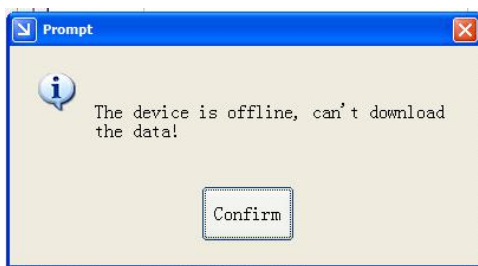 Prompt
The device is offline, can't download
the data!
Confirm